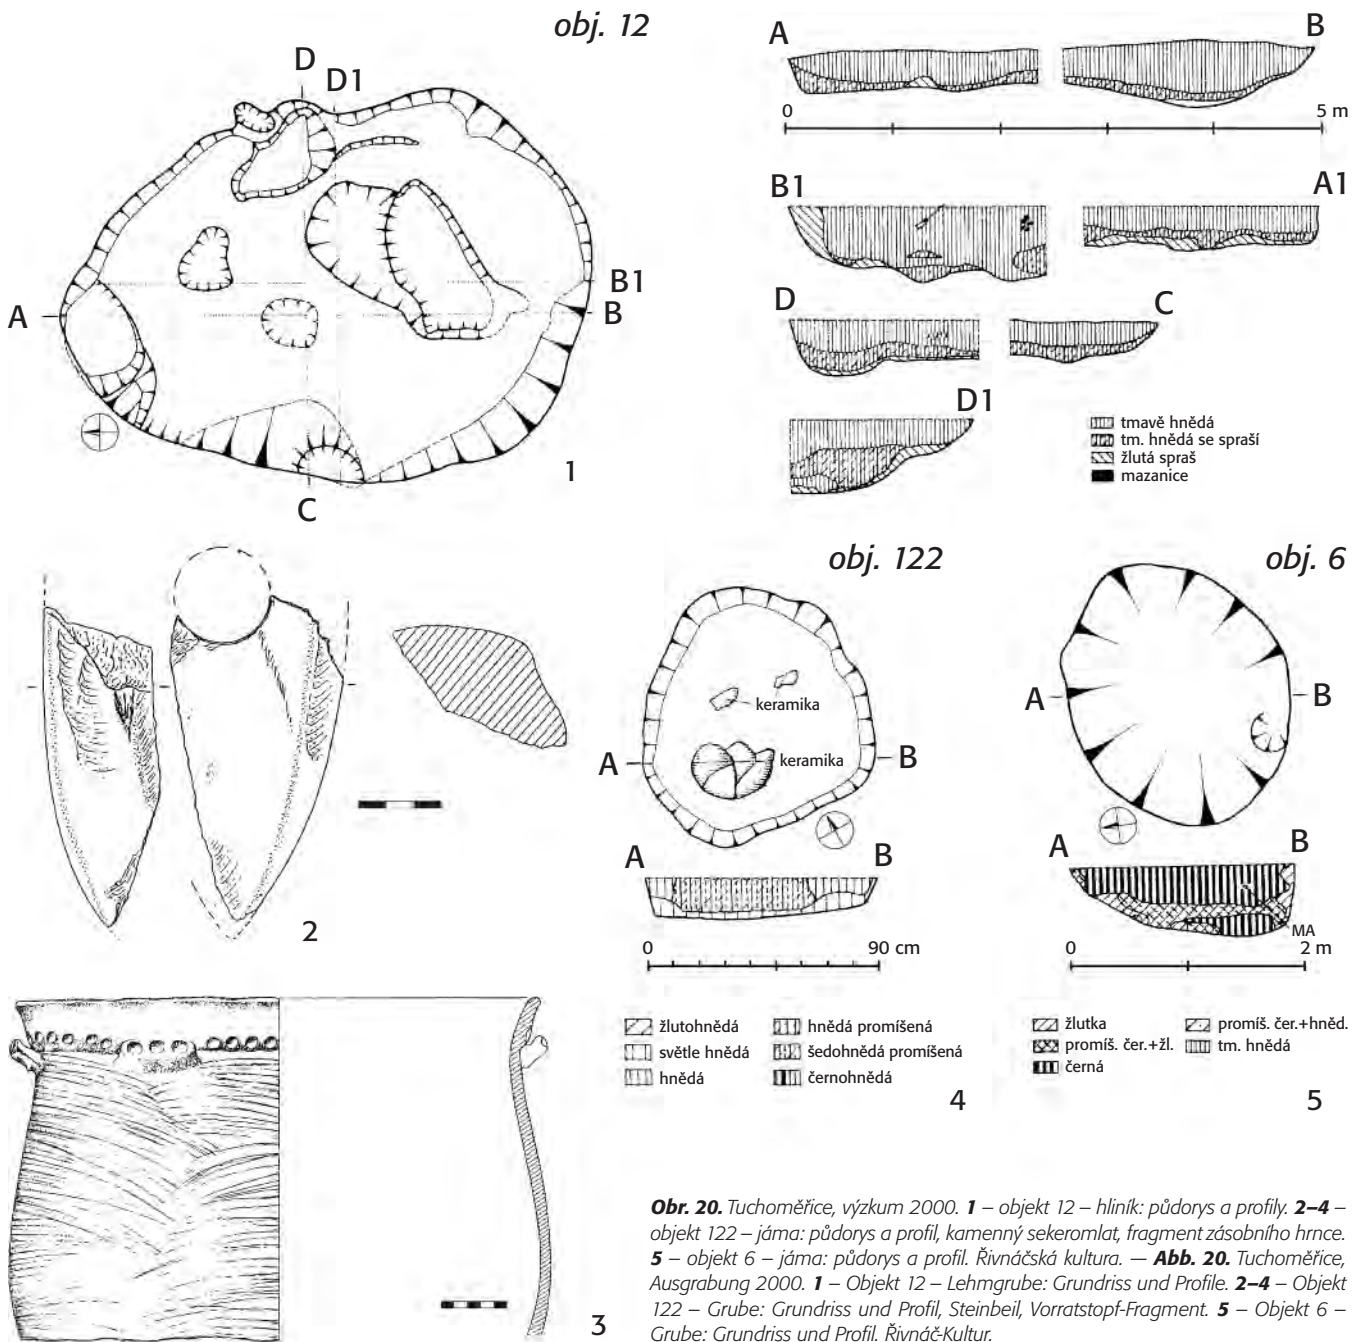 obj. 12
D
D1
A
B1
B
C
1
A
B
0
5 m
B1
A1
D
C
D1
tmavě hnědá
tm. hnědá se spraší
žlutá spraš
mazanice
2
3
obj. 122
keramika
keramika
A
B
A
B
0
90 cm
žlutohnědá
světle hnědá
hnědá
hnědá promíšená
šedohnědá promíšená
černohnědá
4
obj. 6
A
B
A
B
MA
0
2 m
žlutka
promíš. čer.+žl.
černá
promíš. čer.+hněd.
tm. hnědá
5
Obr. 20. Tuchoměřice, výzkum 2000. 1 – objekt 12 – hliník: půdorys a profily. 2–4 –
objekt 122 – jáma: půdorys a profil, kamenný sekeromlat, fragment zásobního hrnce.
5 – objekt 6 – jáma: půdorys a profil. Řivnáčská kultura. — Abb. 20. Tuchoměřice,
Ausgrabung 2000. 1 – Objekt 12 – Lehmgrube: Grundriss und Profile. 2–4 – Objekt
122 – Grube: Grundriss und Profil, Steinbeil, Vorratstopf-Fragment. 5 – Objekt 6 –
Grube: Grundriss und Profil. Řivnáč-Kultur.